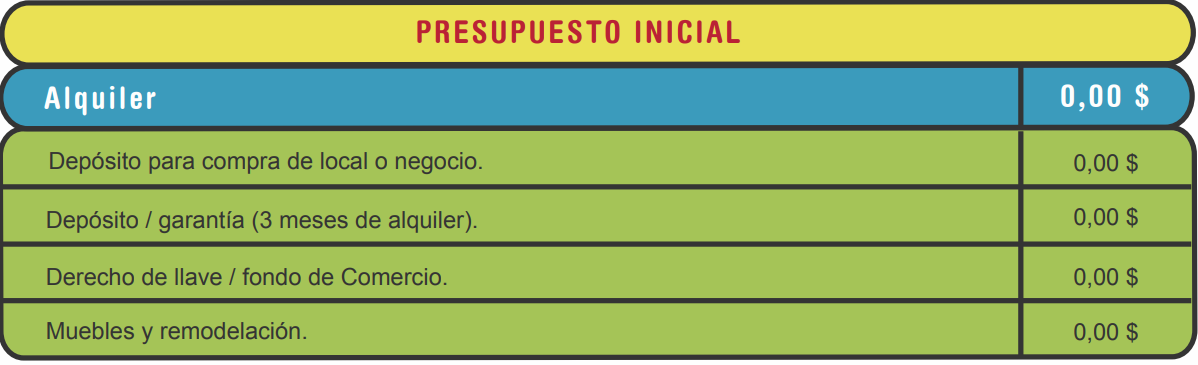 PRESUPUESTO INICIAL
Alquiler 0,00 $
Depósito para compra de local o negocio. 0,00 $
Depósito / garantía (3 meses de alquiler). 0,00 $
Derecho de llave / fondo de Comercio. 0,00 $
Muebles y remodelación. 0,00 $